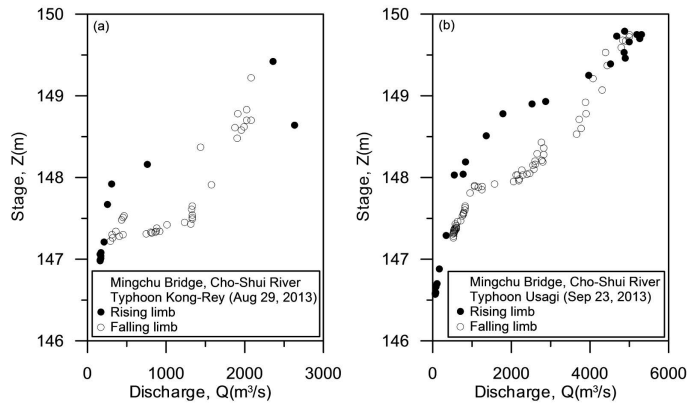 (a)
150
149
148
147
146
Stage, Z(m)
Mingchu Bridge, Cho-Shui River
Typhoon Kong-Rey (Aug 29, 2013)
Rising limb
Falling limb
0
1000
2000
3000
Discharge, Q(m³/s)
(b)
150
149
148
147
146
Stage, Z(m)
Mingchu Bridge, Cho-Shui River
Typhoon Usagi (Sep 23, 2013)
Rising limb
Falling limb
0
2000
4000
6000
Discharge, Q(m³/s)